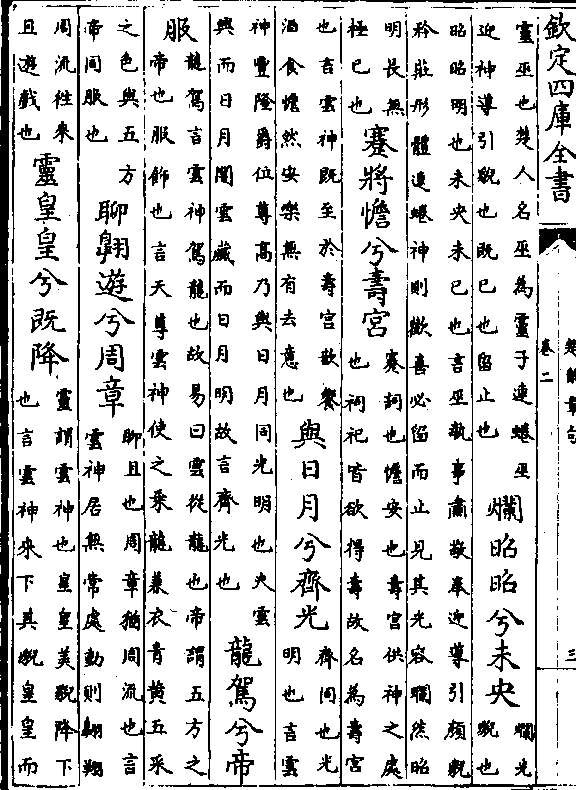 欽定四庫全書
楚辭章句
卷二
三
靈巫也楚人名巫為靈子連蜷巫
迎神導引貌也既已也留止也
爛昭昭兮未央
爛光
貌也
昭昭明也未央未已也言巫執事肅敬奉迎導引顔貌
矜莊形體連蜷神則歡喜必留而止見其光容爛然昭
明長無
極已也
蹇將憺兮壽宮
蹇詞也憺安也壽宮供神之處
也祠祀皆欲得壽故名為壽宮
也言雲神既至於壽宮歆饗
酒食憺然安樂無有去意也
與日月兮齊光
齊同也光
明也言雲
神豐隆爵位尊高乃與日月同光明也夫雲
興而日月闇雲藏而日月明故言齊光也
龍駕兮帝
服
龍駕言雲神駕龍也故易曰雲從龍也帝謂五方之
帝也服飾也言天尊雲神使之乘龍兼衣青黄五采
之色與五方
帝同服也
聊翺遊兮周章
聊且也周章猶周流也言
雲神居無常處動則翺翔
周流往来
且遊戯也
靈皇皇兮既降
靈謂雲神也皇皇美貌降下
也言雲神来下其貌皇皇而